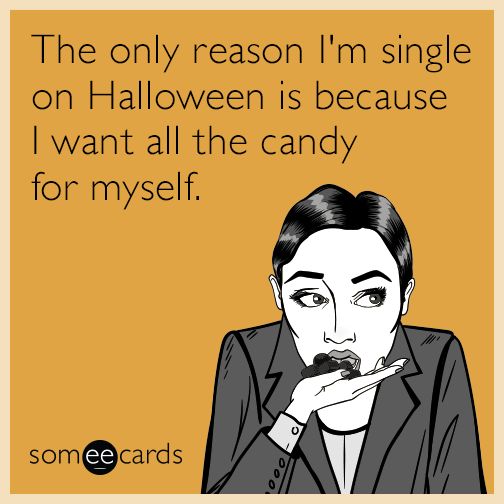 The only reason I'm single
on Halloween is because
I want all the candy
for myself.
someecards